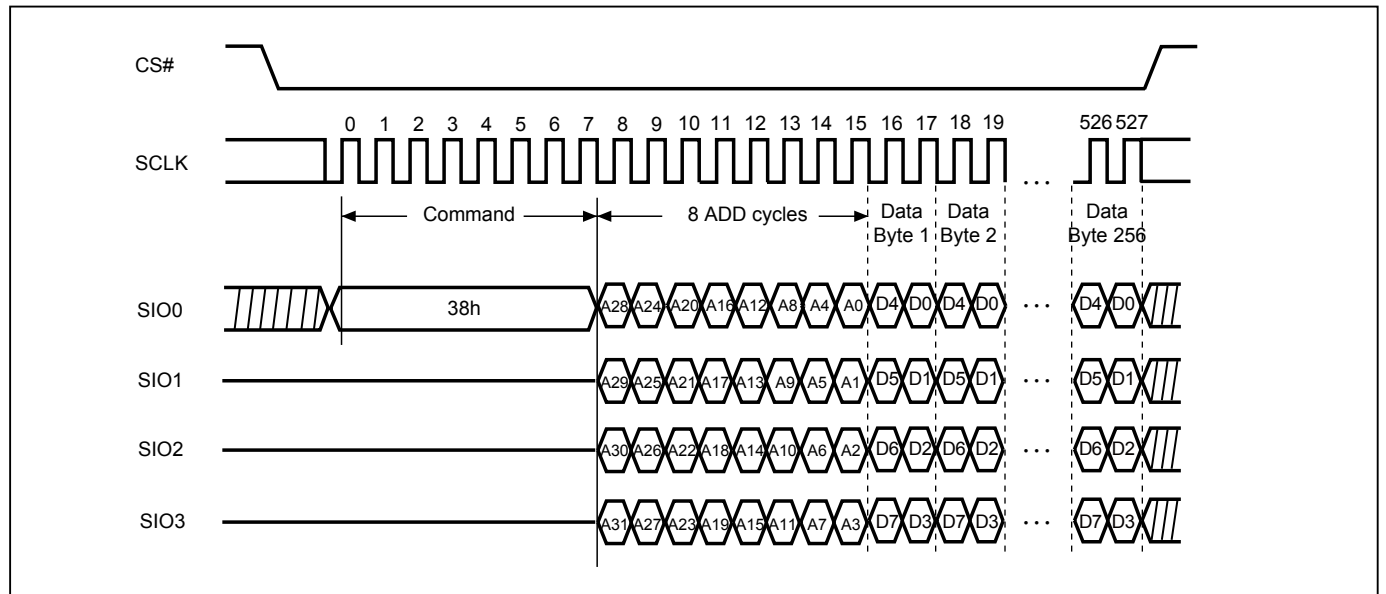 CS#
0 1 2 3 4 5 6 7 8 9 10 11 12 13 14 15 16 17 18 19 526 527
SCLK
...
Command 8 ADD cycles Data Data Data
Byte 1 Byte 2 Byte 256
SIO0 38h A28 A24 A20 A16 A12 A8 A4 A0 D4 D0 D4 D0 ... D4 D0
SIO1 A29 A25 A21 A17 A13 A9 A5 A1 D5 D1 D5 D1 ... D5 D1
SIO2 A30 A26 A22 A18 A14 A10 A6 A2 D6 D2 D6 D2 ... D6 D2
SIO3 A31 A27 A23 A19 A15 A11 A7 A3 D7 D3 D7 D3 ... D7 D3